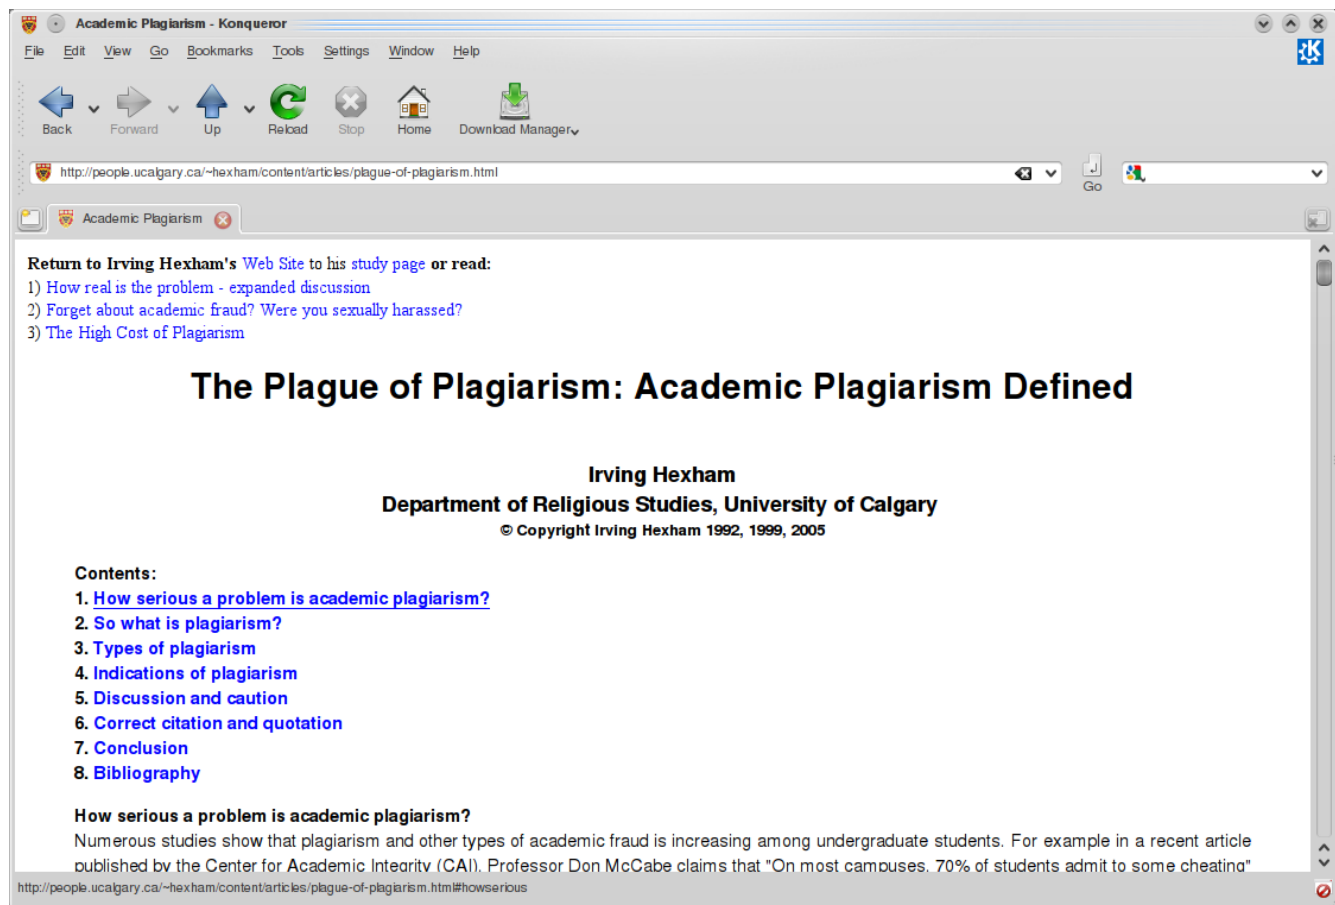 Academic Plagiarism - Konqueror
File Edit View Go Bookmarks Tools Settings Window Help
Back Forward Up Reload Stop Home Download Manager
http://people.ucalgary.ca/~hexham/content/articles/plague-of-plagiarism.html
Go
Academic Plagiarism
Return to Irving Hexham's Web Site to his study page or read:
1) How real is the problem - expanded discussion
2) Forget about academic fraud? Were you sexually harassed?
3) The High Cost of Plagiarism
The Plague of Plagiarism: Academic Plagiarism Defined
Irving Hexham
Department of Religious Studies, University of Calgary
© Copyright Irving Hexham 1992, 1999, 2005
Contents:
1. How serious a problem is academic plagiarism?
2. So what is plagiarism?
3. Types of plagiarism
4. Indications of plagiarism
5. Discussion and caution
6. Correct citation and quotation
7. Conclusion
8. Bibliography
How serious a problem is academic plagiarism?
Numerous studies show that plagiarism and other types of academic fraud is increasing among undergraduate students. For example in a recent article
published by the Center for Academic Integrity (CAI), Professor Don McCabe claims that "On most campuses, 70% of students admit to some cheating"
http://people.ucalgary.ca/~hexham/content/articles/plague-of-plagiarism.html#howserious